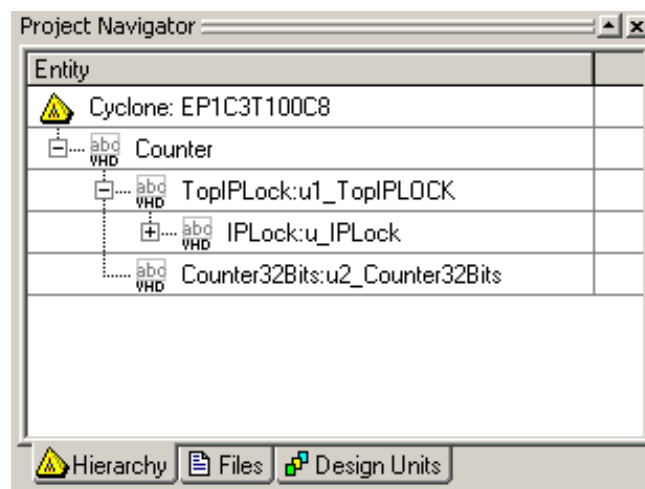 Project Navigator
Entity
Cyclone: EP1C3T100C8
abc VHD Counter
abc VHD TopIPLock:u1_TopIPLOCK
abc VHD IPLock:u_IPLock
abc VHD Counter32Bits:u2_Counter32Bits
Hierarchy Files Design Units